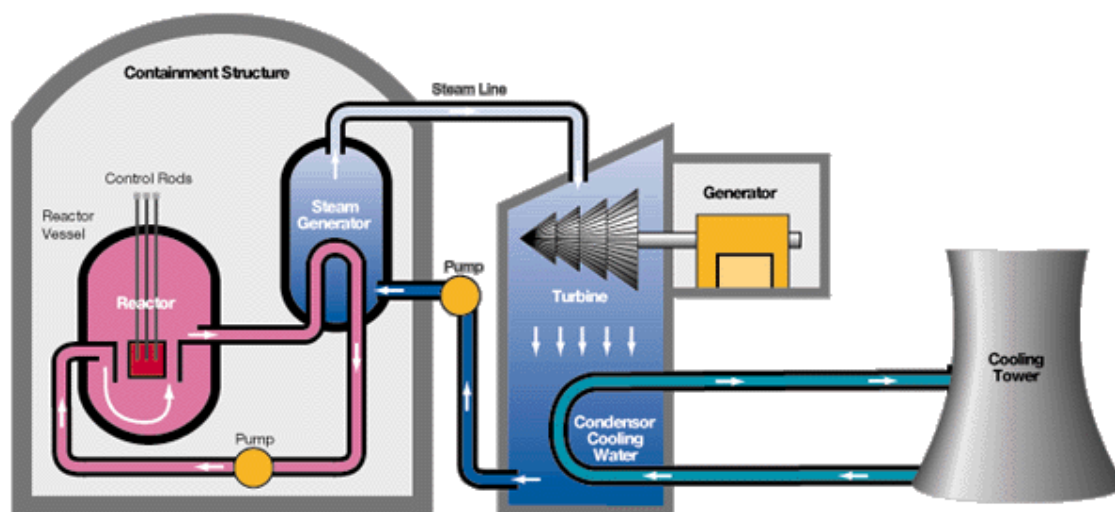 Containment Structure
Steam Line
Control Rods
Reactor
Vessel
Steam
Generator
Generator
Pump
Reactor
Turbine
Cooling
Tower
Condensor
Cooling
Water
Pump